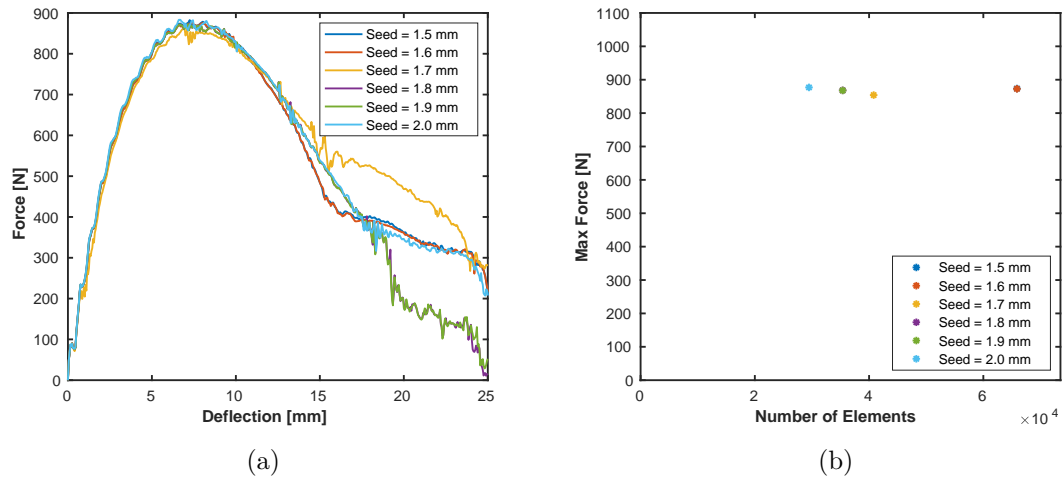 900
800
700
600
500
400
300
200
100
0
0 5 10 15 20 25
Force [N]
Deflection [mm]
Seed = 1.5 mm
Seed = 1.6 mm
Seed = 1.7 mm
Seed = 1.8 mm
Seed = 1.9 mm
Seed = 2.0 mm
(a)
1100
1000
900
800
700
600
500
400
300
200
100
0
0 2 4 6
×10⁴
Max Force [N]
Number of Elements
Seed = 1.5 mm
Seed = 1.6 mm
Seed = 1.7 mm
Seed = 1.8 mm
Seed = 1.9 mm
Seed = 2.0 mm
(b)